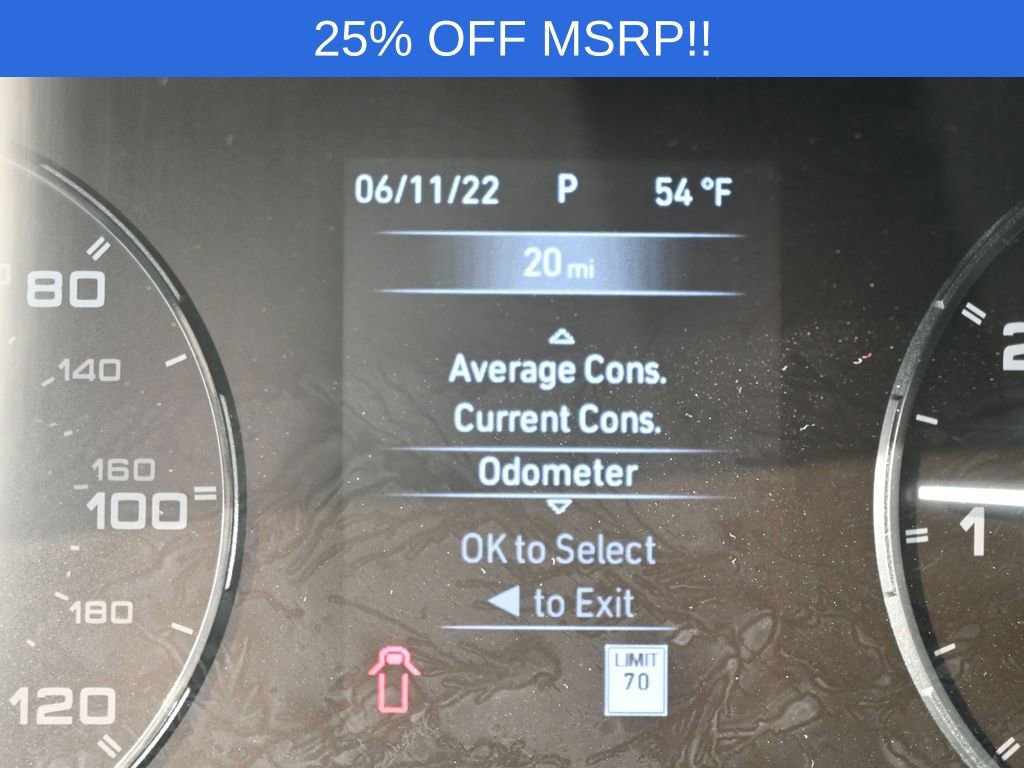 25% OFF MSRP!!
06/11/22 P 54 °F
20 mi
Average Cons.
Current Cons.
Odometer
OK to Select
◀ to Exit
LIMIT
70
80
140
160
100
180
120
2
1